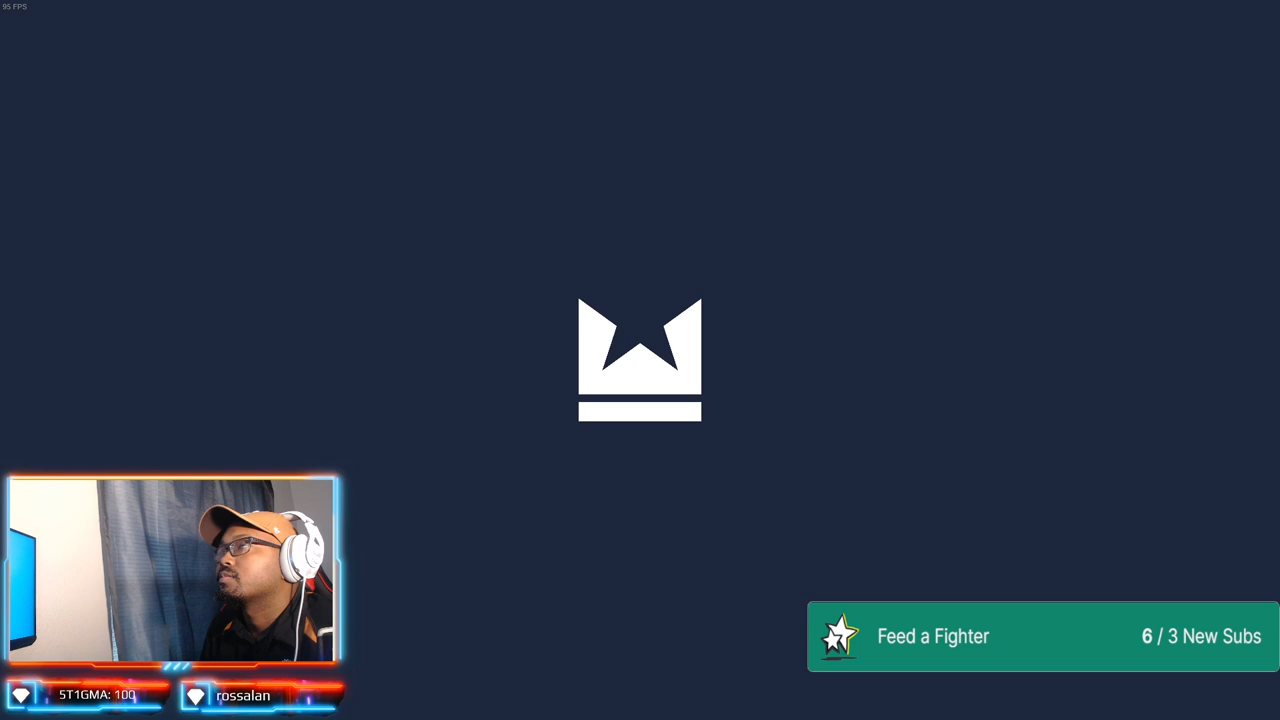 95 FPS
Feed a Fighter
6 / 3 New Subs
5T1GMA: 100
rossalan